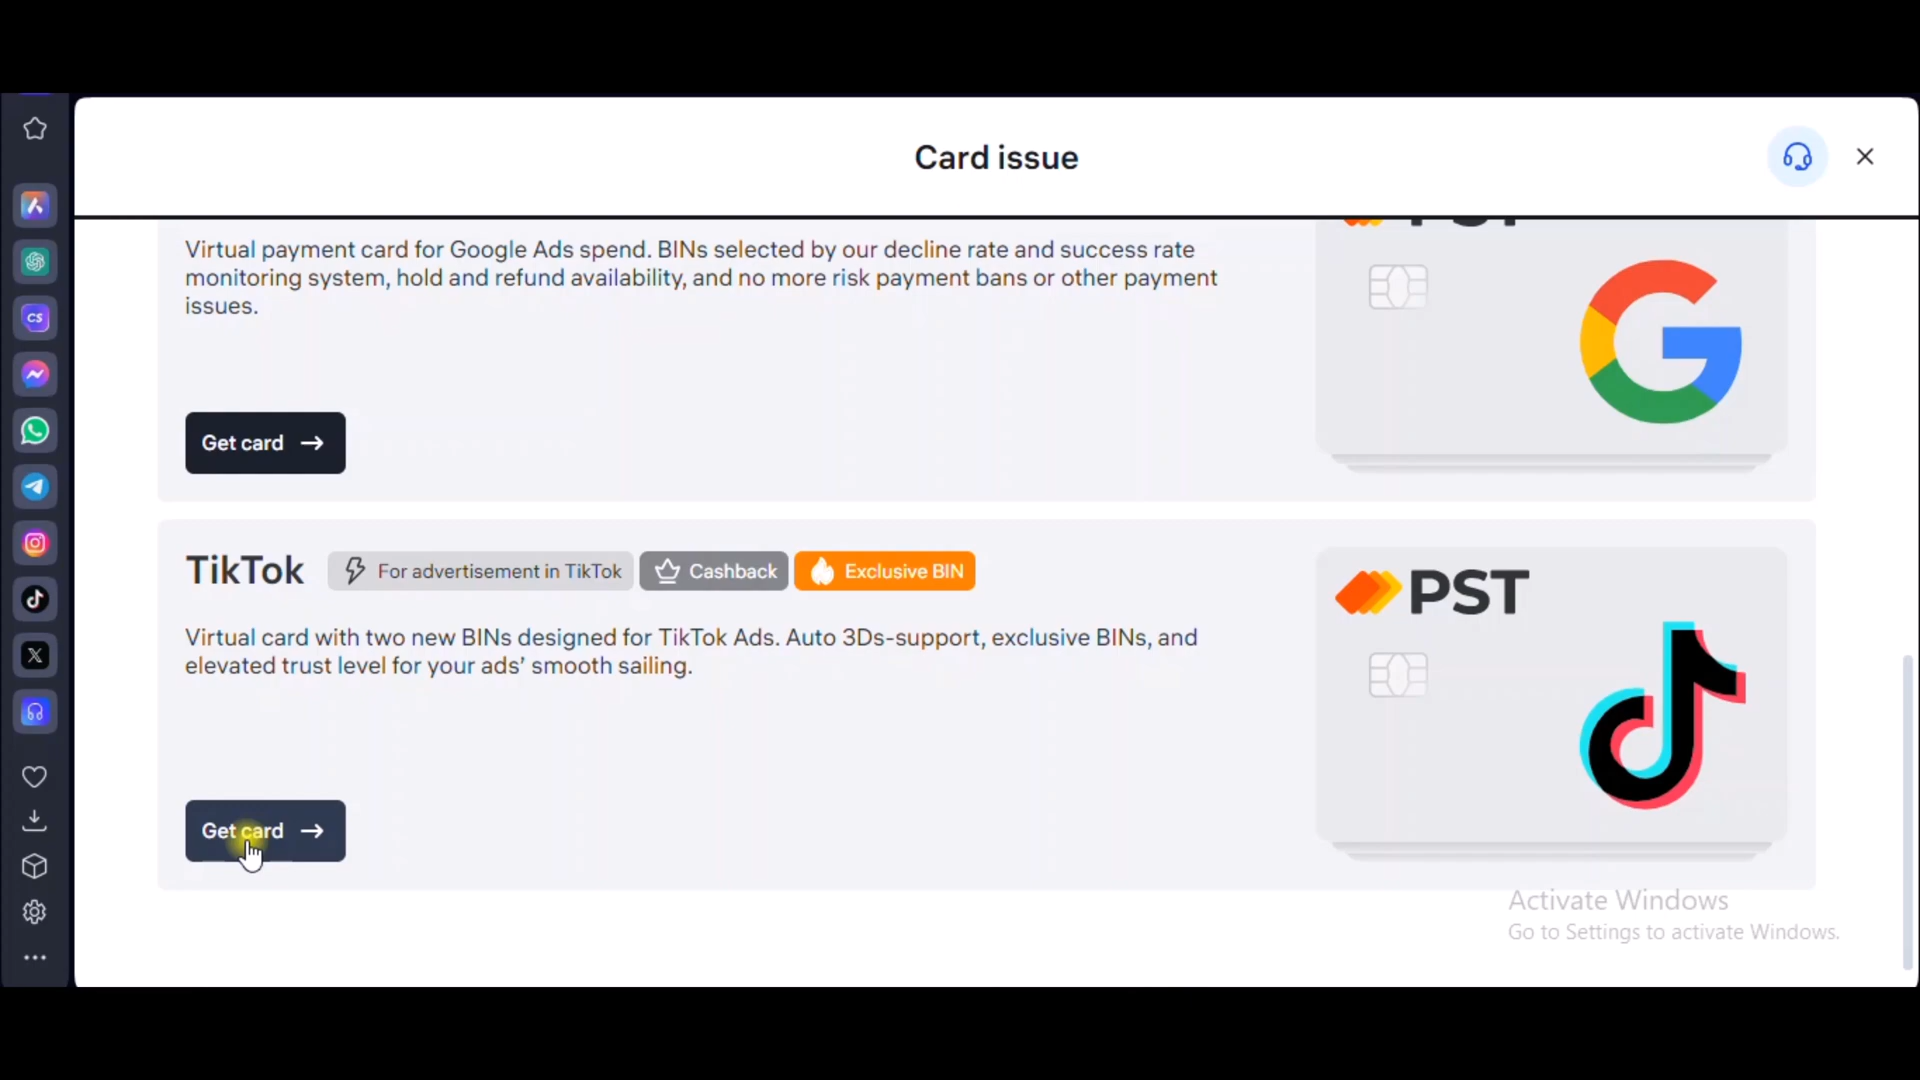 Card issue
Virtual payment card for Google Ads spend. BINs selected by our decline rate and success rate
monitoring system, hold and refund availability, and no more risk payment bans or other payment
issues.
Get card
TikTok For advertisement in TikTok Cashback Exclusive BIN
PST
Virtual card with two new BINs designed for TikTok Ads. Auto 3Ds-support, exclusive BINs, and
elevated trust level for your ads’ smooth sailing.
Get card
Activate Windows
Go to Settings to activate Windows.
CS